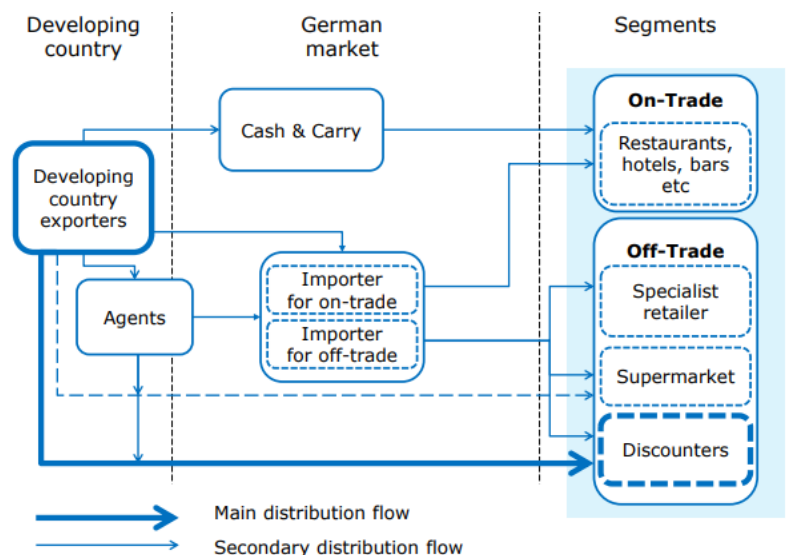 Developing
country
German
market
Segments
Cash & Carry
On-Trade
Restaurants,
hotels, bars
etc
Developing
country
exporters
Off-Trade
Importer
for on-trade
Specialist
retailer
Agents
Importer
for off-trade
Supermarket
Discounters
Main distribution flow
Secondary distribution flow